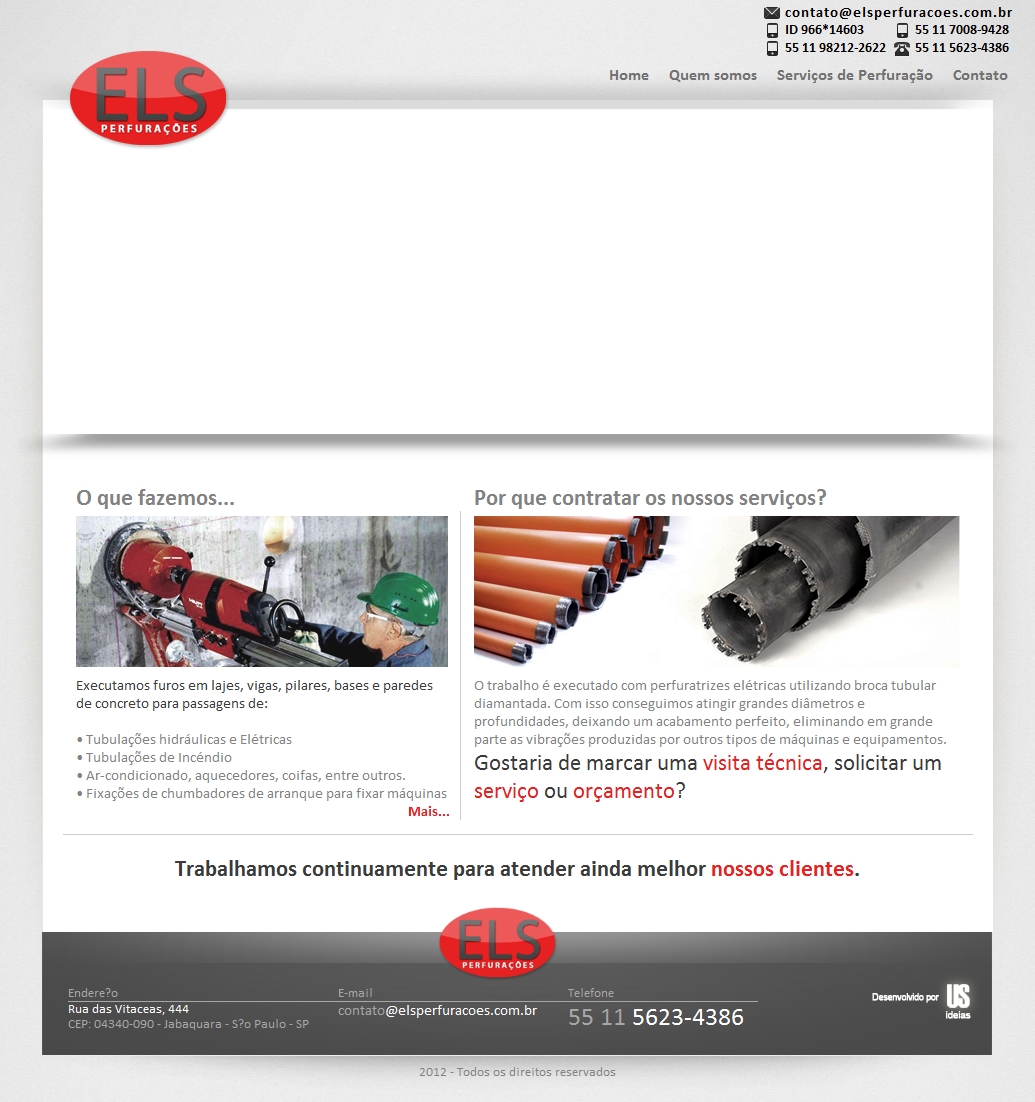 contato@elsperfuracoes.com.br
ID 966*14603 55 11 7008-9428
55 11 98212-2622 55 11 5623-4386
Home Quem somos Serviços de Perfuração Contato
ELS
PERFURAÇÕES
O que fazemos...
Executamos furos em lajes, vigas, pilares, bases e paredes
de concreto para passagens de:
• Tubulações hidráulicas e Elétricas
• Tubulações de Incéndio
• Ar-condicionado, aquecedores, coifas, entre outros.
• Fixações de chumbadores de arranque para fixar máquinas
Mais...
Por que contratar os nossos serviços?
O trabalho é executado com perfuratrizes elétricas utilizando broca tubular
diamantada. Com isso conseguimos atingir grandes diâmetros e
profundidades, deixando um acabamento perfeito, eliminando em grande
parte as vibrações produzidas por outros tipos de máquinas e equipamentos.
Gostaria de marcar uma visita técnica, solicitar um
serviço ou orçamento?
Trabalhamos continuamente para atender ainda melhor nossos clientes.
ELS
PERFURAÇÕES
Endere?o
Rua das Vitaceas, 444
CEP: 04340-090 - Jabaquara - S?o Paulo - SP
E-mail
contato@elsperfuracoes.com.br
Telefone
55 11 5623-4386
Desenvolvido por US
ideias
2012 - Todos os direitos reservados